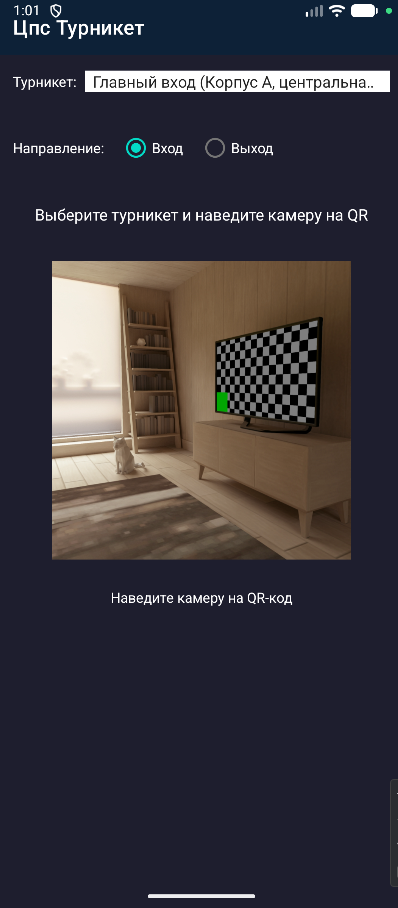 1:01
Цпс Турникет
Турникет: Главный вход (Корпус А, центральна..
Направление: Вход Выход
Выберите турникет и наведите камеру на QR
Наведите камеру на QR-код